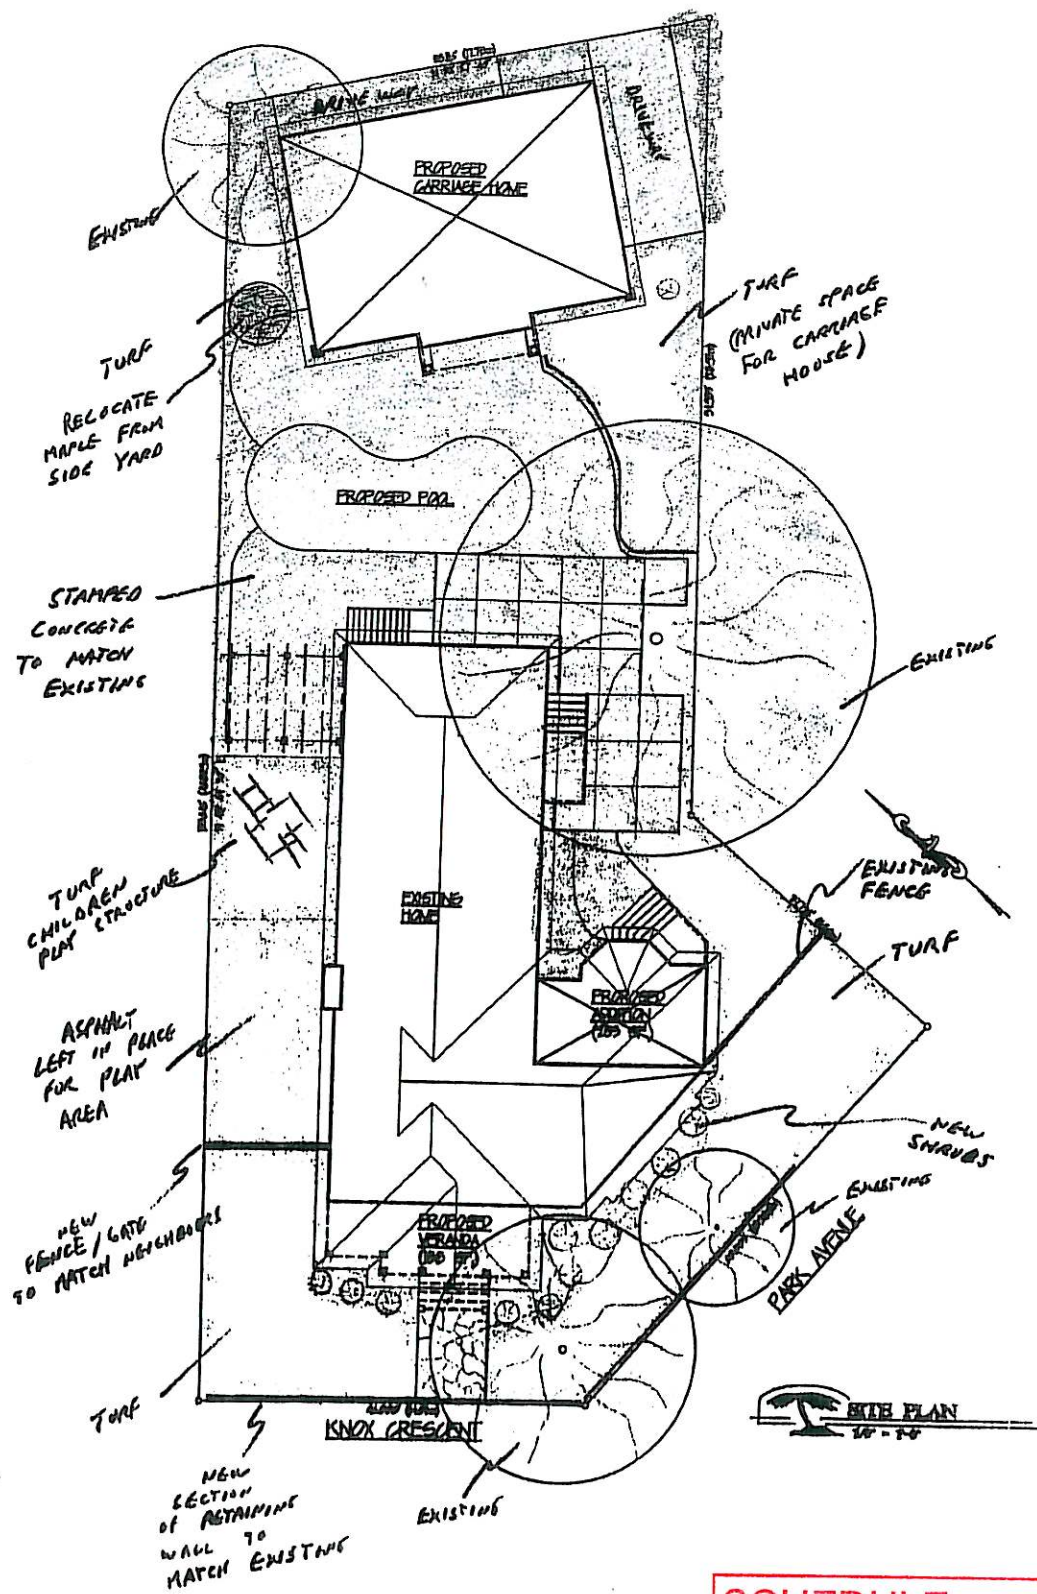 DRIVE WAY
DRIVEWAY
PROPOSED
CARRIAGE HOME
EXISTING
TURF
(PRIVATE SPACE
FOR CARRIAGE
HOUSE)
TURF
RELOCATE
MAPLE FROM
SIDE YARD
PROPOSED POOL
STAMPED
CONCRETE
TO MATCH
EXISTING
EXISTING
TURF
CHILDREN
PLAY STRUCTURE
EXISTING
HOME
EXISTING
FENCE
TURF
PROPOSED
ADDITION
ASPHALT
LEFT IN PLACE
FOR PLAY
AREA
NEW
SHRUBS
EXISTING
NEW
FENCE/GATE
TO MATCH NEIGHBOURS
PROPOSED
VERANDA
PARK AVENUE
TURF
KNOX CRESCENT
SITE PLAN
NEW
SECTION
OF RETAINING
WALL TO
MATCH EXISTING
EXISTING